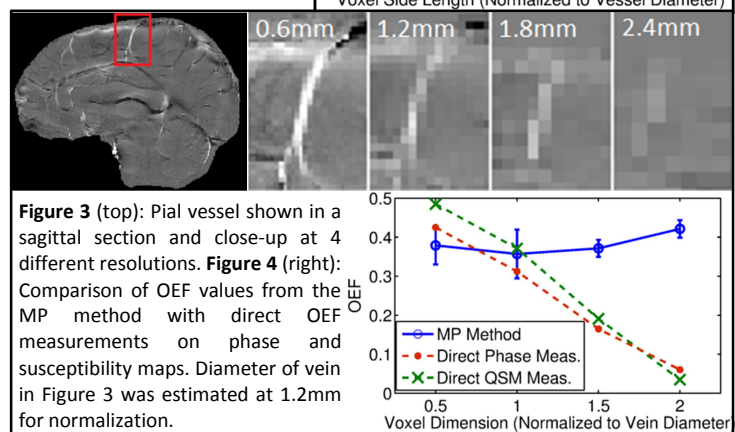 Voxel Side Length (Normalized to Vessel Diameter)
0.6mm
1.2mm
1.8mm
2.4mm
Figure 3 (top): Pial vessel shown in a
sagittal section and close-up at 4
different resolutions. Figure 4 (right):
Comparison of OEF values from the
MP method with direct OEF
measurements on phase and
susceptibility maps. Diameter of vein
in Figure 3 was estimated at 1.2mm
for normalization.
OEF
0.5
0.4
0.3
0.2
0.1
0
MP Method
Direct Phase Meas.
Direct QSM Meas.
0.5 1 1.5 2
Voxel Dimension (Normalized to Vein Diameter